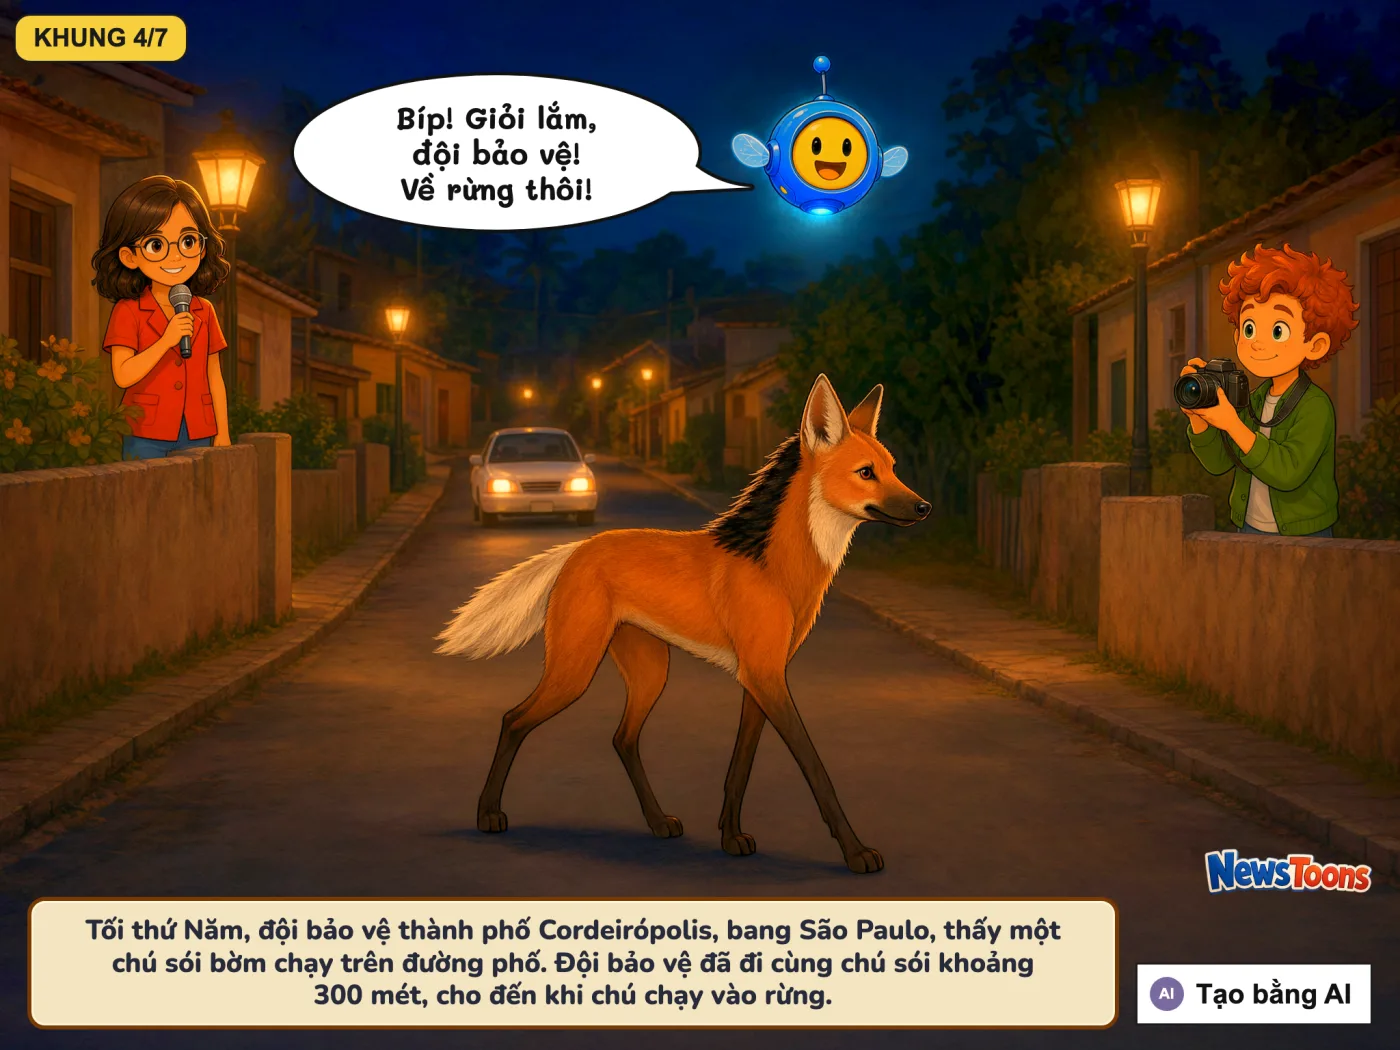 KHUNG 4/7
Bíp! Giỏi lắm,
đội bảo vệ!
Về rừng thôi!
NewsToons
Tối thứ Năm, đội bảo vệ thành phố Cordeirópolis, bang São Paulo, thấy một
chú sói bờm chạy trên đường phố. Đội bảo vệ đã đi cùng chú sói khoảng
300 mét, cho đến khi chú chạy vào rừng.
AI Tạo bằng AI